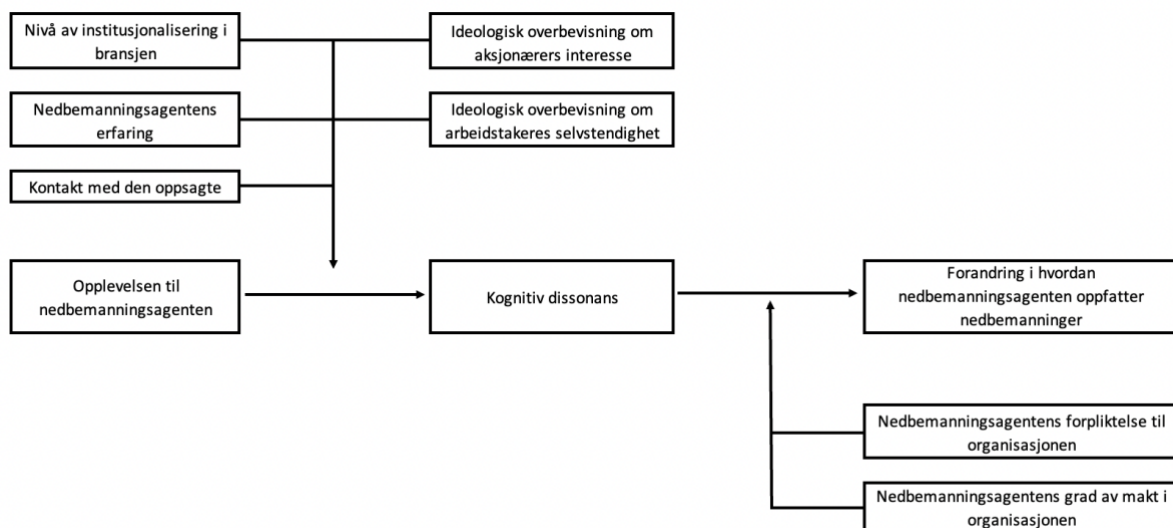 Nivå av institusjonalisering i
bransjen
Ideologisk overbevisning om
aksjonærers interesse
Nedbemanningsagentens
erfaring
Ideologisk overbevisning om
arbeidstakeres selvstendighet
Kontakt med den oppsagte
Opplevelsen til
nedbemanningsagenten
Kognitiv dissonans
Forandring i hvordan
nedbemanningsagenten oppfatter
nedbemanninger
Nedbemanningsagentens forpliktelse til
organisasjonen
Nedbemanningsagentens grad av makt i
organisasjonen